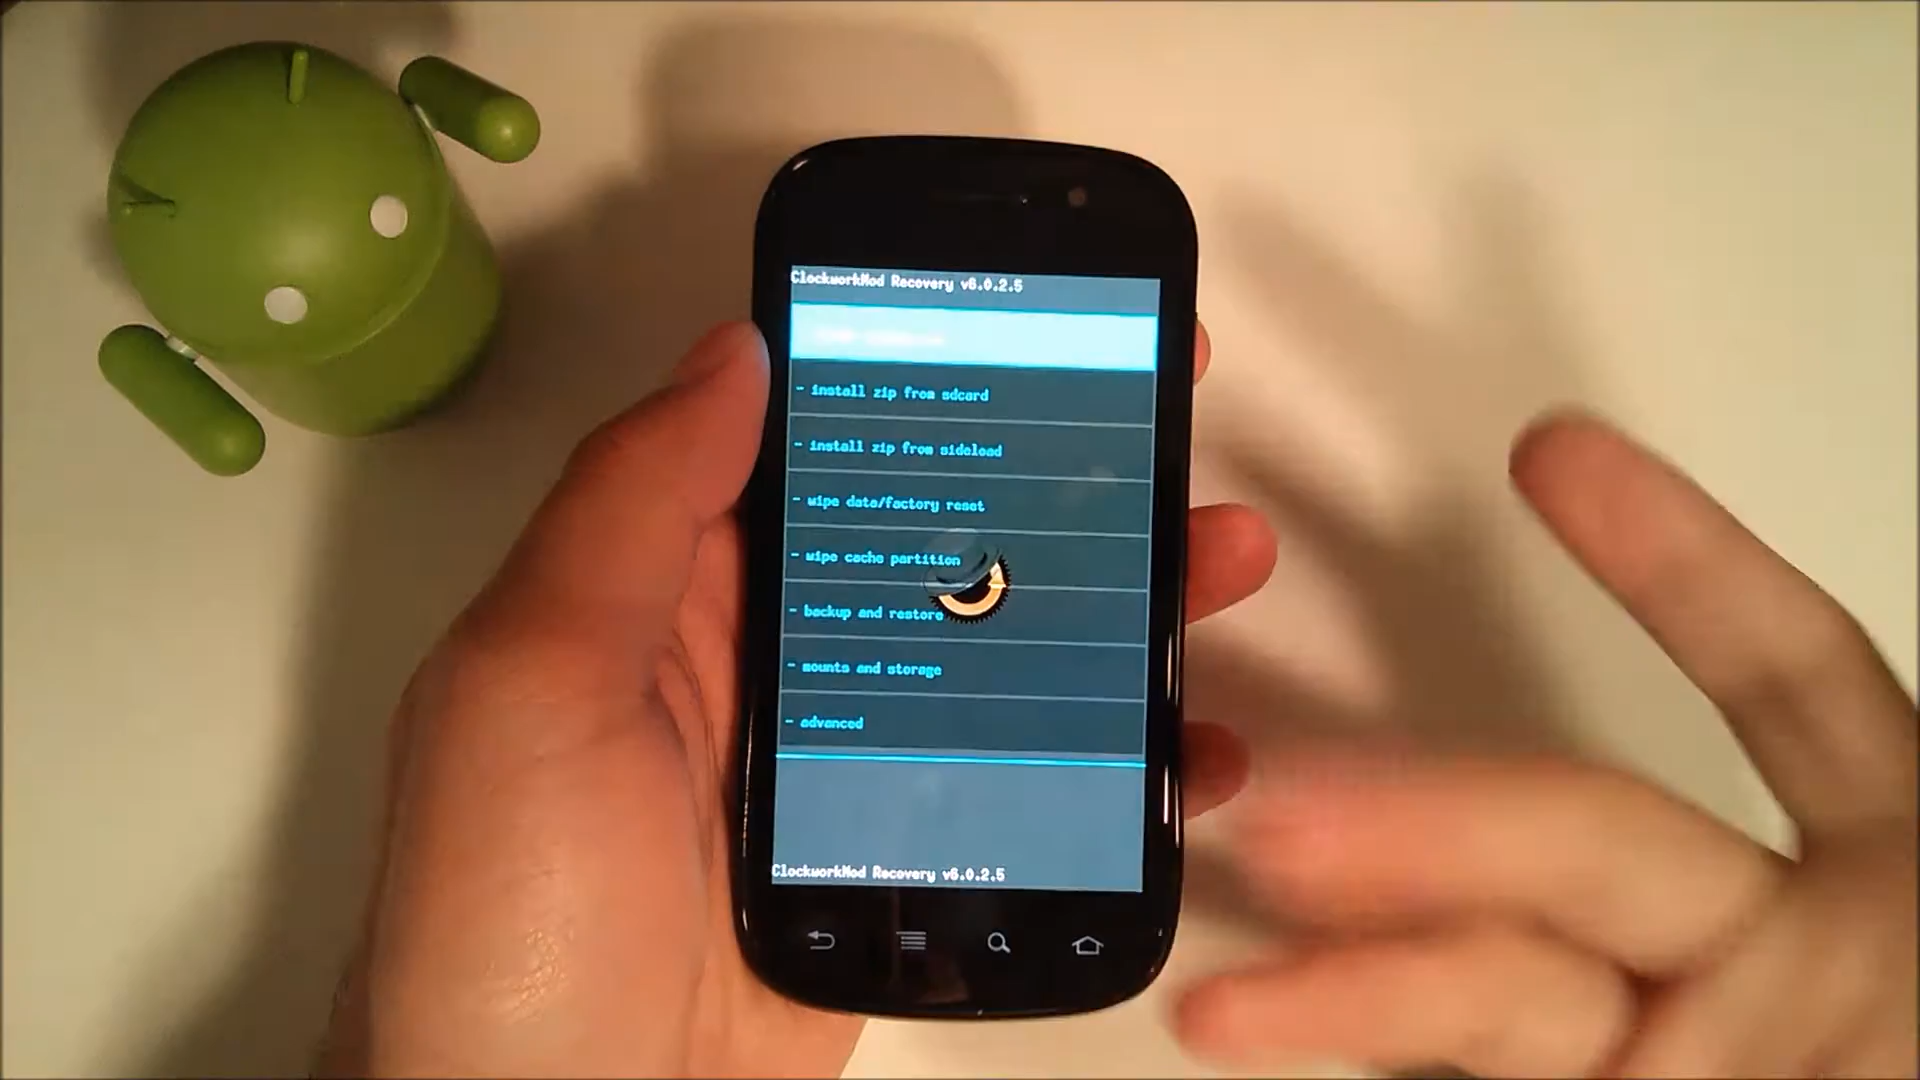 ClockworkMod Recovery v6.0.2.5
- install zip from sdcard
- install zip from sideload
- wipe data/factory reset
- wipe cache partition
- backup and restore
- mounts and storage
- advanced
ClockworkMod Recovery v6.0.2.5